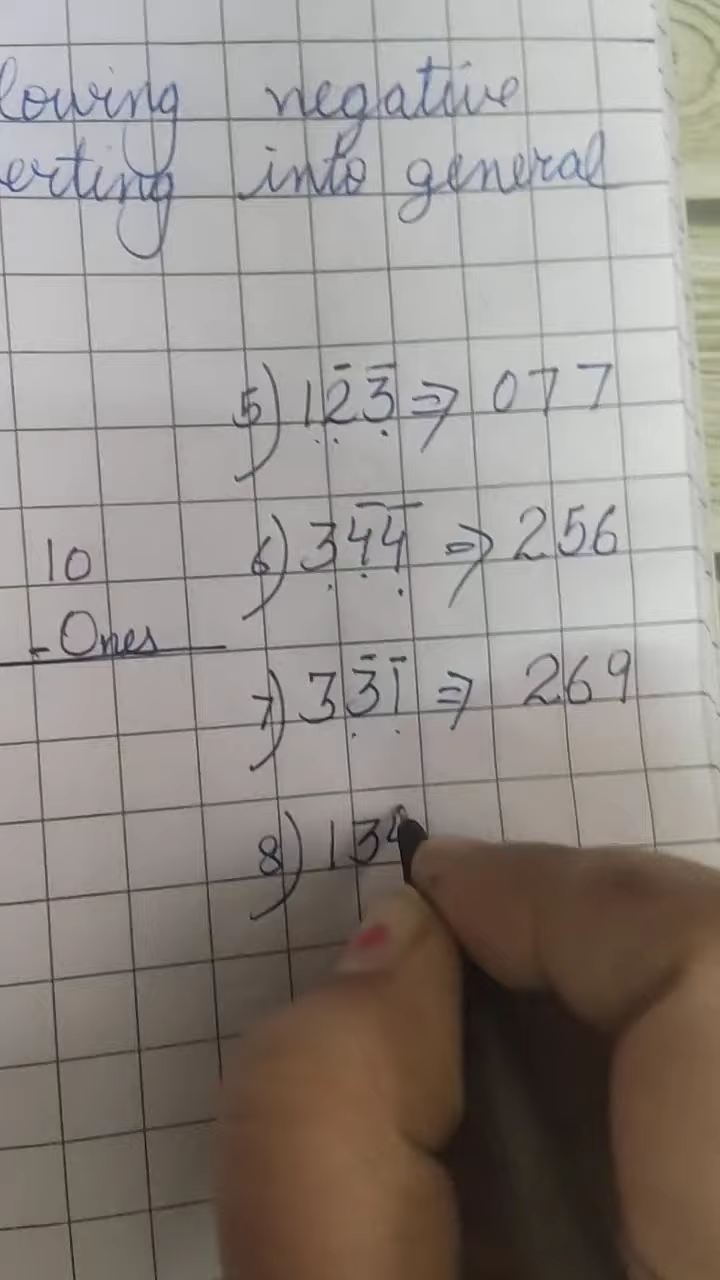 lowing negative
erting into general
5) 12̄3̄ ⇒ 077
6) 34̄4̄ ⇒ 256
10
- Ones
7) 33̄1̄ ⇒ 269
8) 134